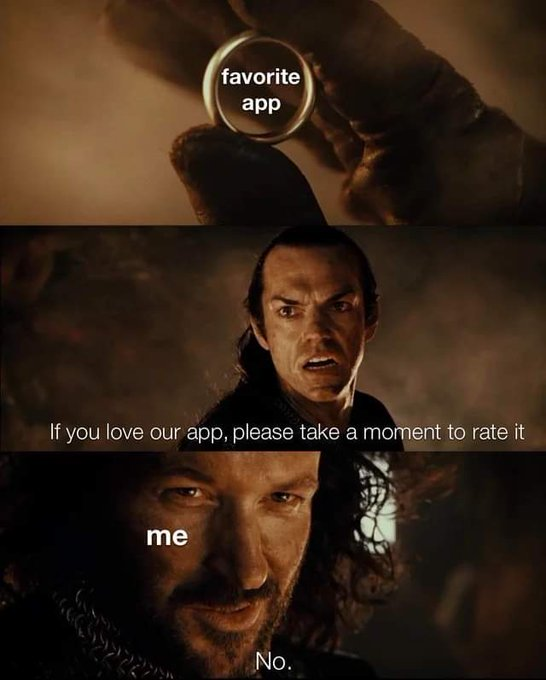 favorite
app
If you love our app, please take a moment to rate it
me
No.